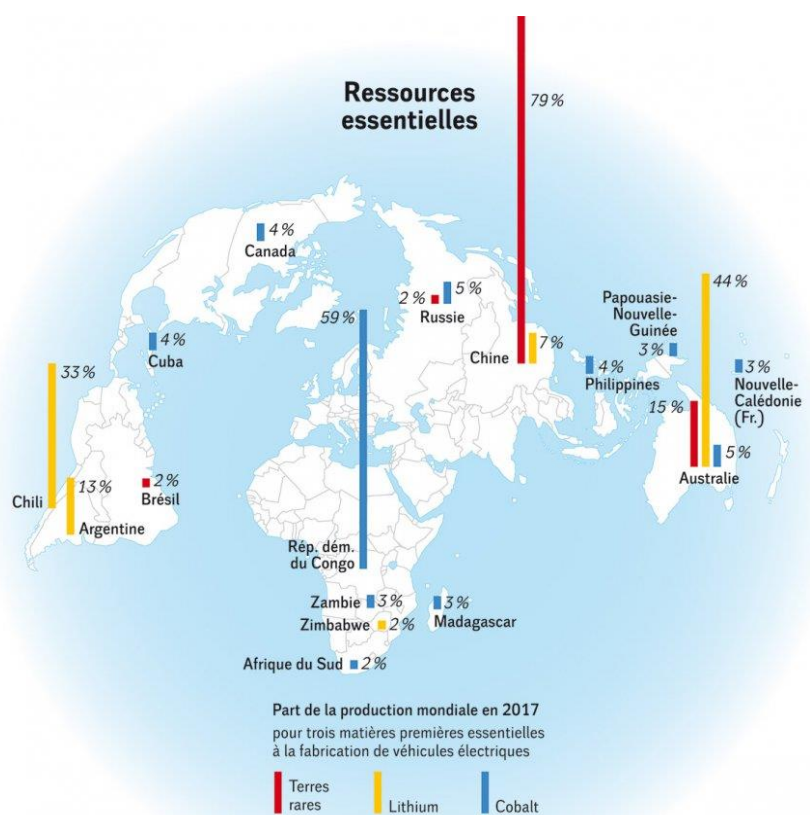 Ressources
essentielles
79 %
4 %
Canada
2 %
5 %
Russie
44 %
Papouasie-
Nouvelle-
Guinée
59 %
4 %
Cuba
Chine
7 %
3 %
4 %
Philippines
3 %
Nouvelle-
Calédonie
(Fr.)
33 %
15 %
5 %
Australie
13 %
2 %
Brésil
Chili
Argentine
Rép. dém.
du Congo
Zambie
3 %
3 %
Madagascar
Zimbabwe
2 %
Afrique du Sud
2 %
Part de la production mondiale en 2017
pour trois matières premières essentielles
à la fabrication de véhicules électriques
Terres
rares
Lithium
Cobalt